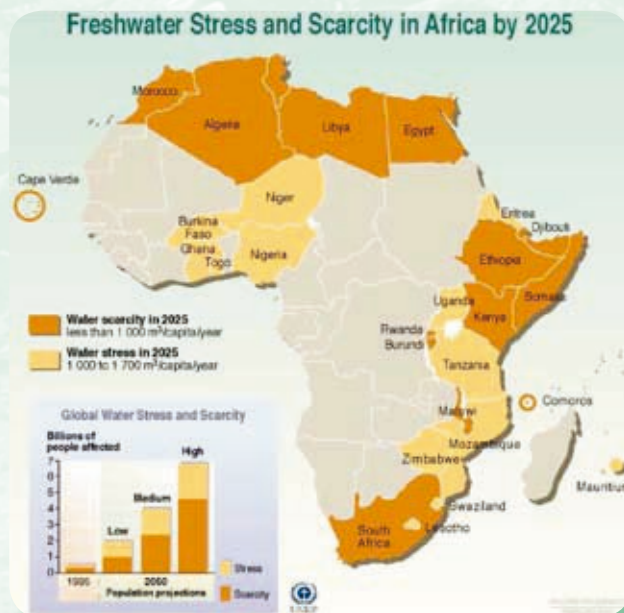 Freshwater Stress and Scarcity in Africa by 2025
Morocco
Algeria
Libya
Egypt
Cape Verde
Niger
Burkina
Faso
Ghana
Togo
Nigeria
Eritrea
Djibouti
Ethiopia
Somalia
Uganda
Kenya
Rwanda
Burundi
Tanzania
Comoros
Malawi
Mozambique
Zimbabwe
Mauritius
Swaziland
Lesotho
South
Africa
Water scarcity in 2025
less than 1 000 m³/capita/year
Water stress in 2025
1 000 to 1 700 m³/capita/year
Global Water Stress and Scarcity
Billions of
people affected
7
6
5
4
3
2
1
0
Low
Medium
High
1995
2050
Population projections
Stress
Scarcity
UNEP